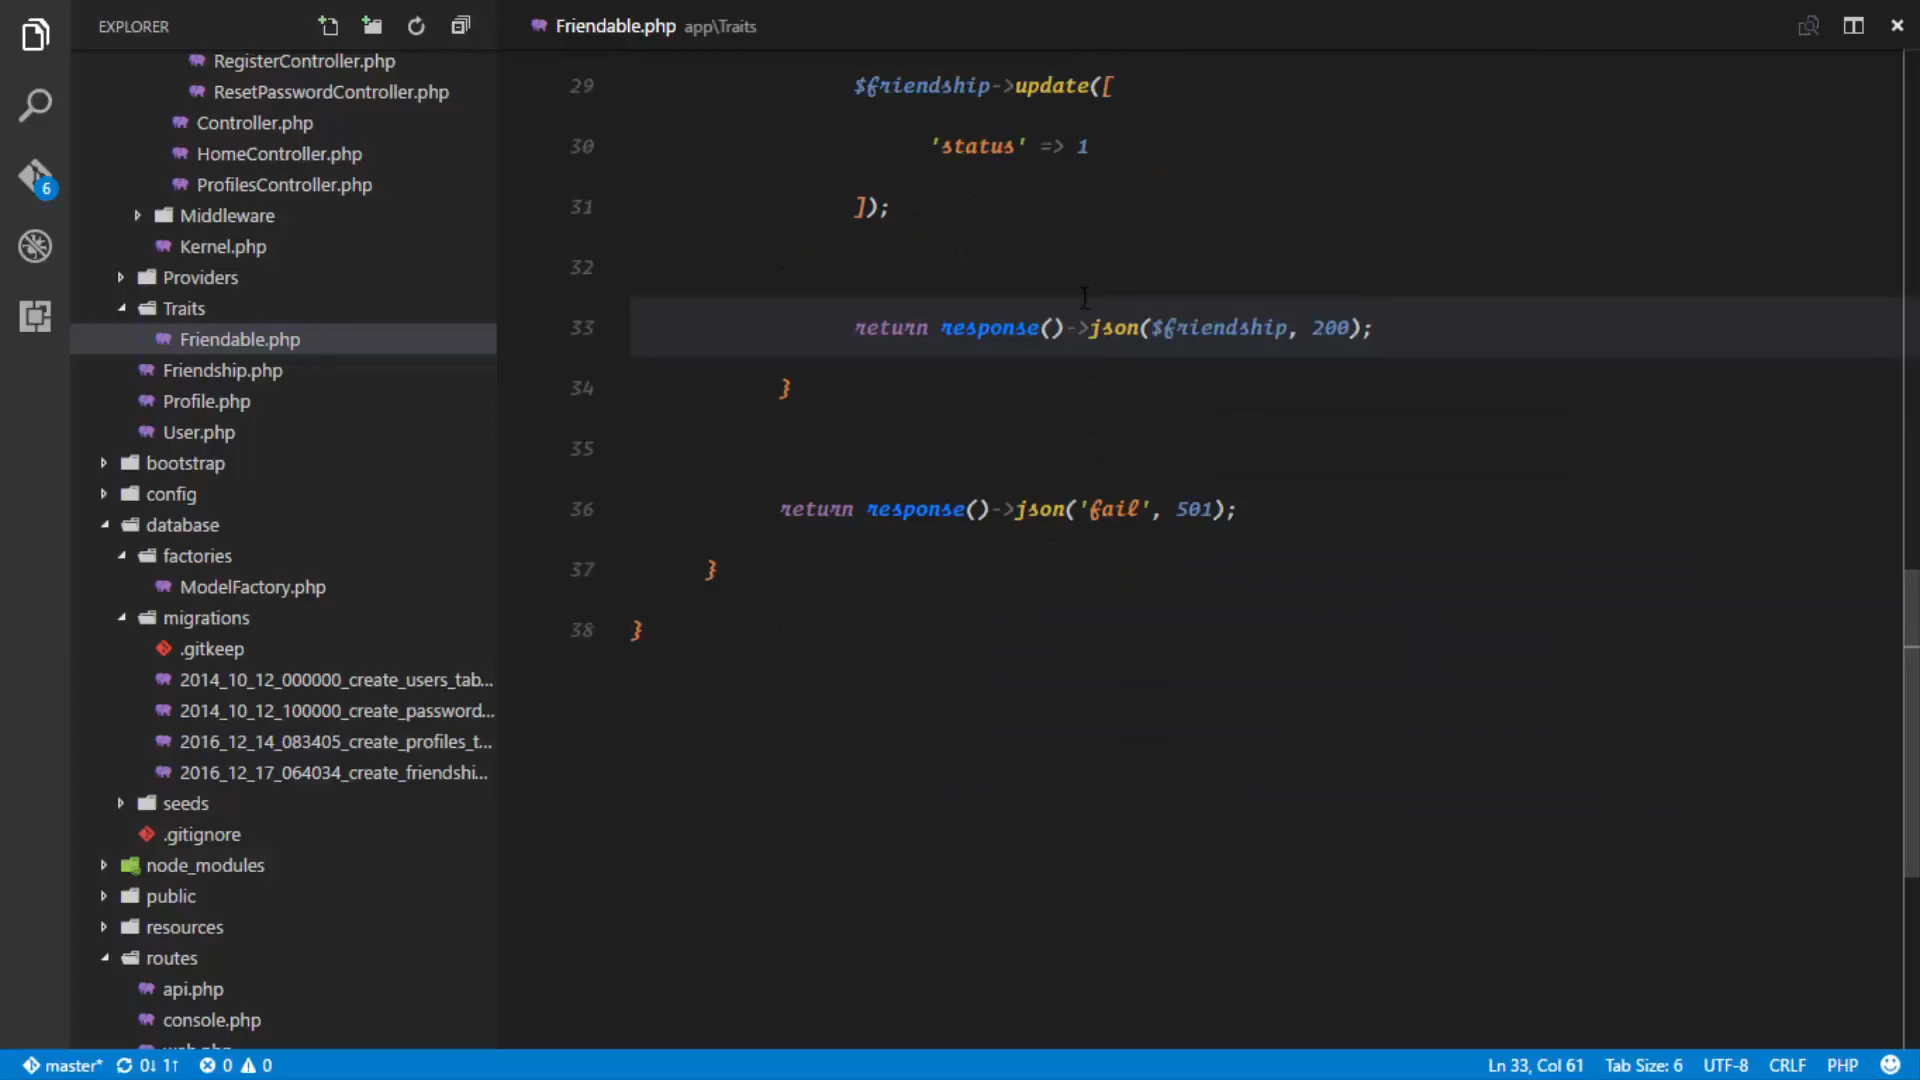 EXPLORER
RegisterController.php
ResetPasswordController.php
Controller.php
HomeController.php
ProfilesController.php
Middleware
Kernel.php
Providers
Traits
Friendable.php
Friendship.php
Profile.php
User.php
bootstrap
config
database
factories
ModelFactory.php
migrations
.gitkeep
2014_10_12_000000_create_users_tab...
2014_10_12_100000_create_password...
2016_12_14_083405_create_profiles_t...
2016_12_17_064034_create_friendshi...
seeds
.gitignore
node_modules
public
resources
routes
api.php
console.php
6
Friendable.php app\Traits
29 $friendship->update([
30 'status' => 1
31 ]);
32
33 return response()->json($friendship, 200);
34 }
35
36 return response()->json('fail', 501);
37 }
38 }
master* 0↓ 1↑ 0 0
Ln 33, Col 61 Tab Size: 6 UTF-8 CRLF PHP